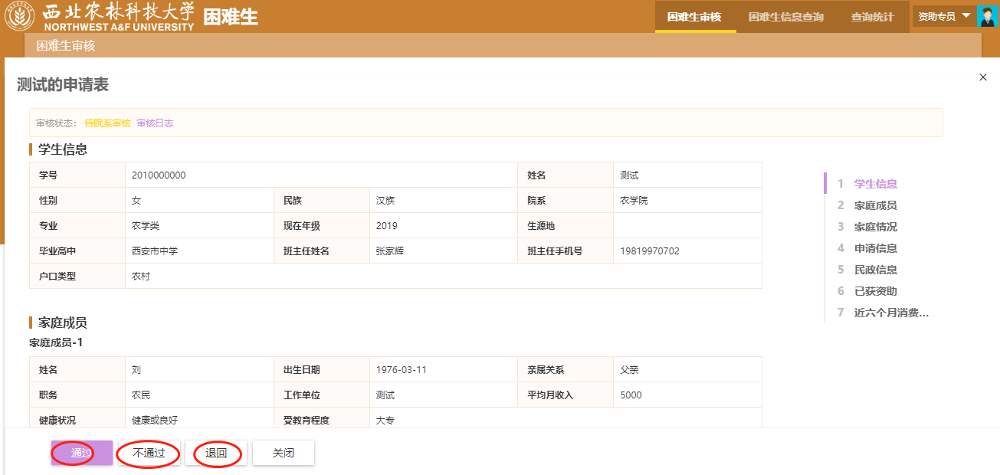 西北农林科技大学 困难生
NORTHWEST A&F UNIVERSITY
困难生审核 困难生信息查询 查询统计 资助专员
困难生审核
测试的申请表
审核状态： 待院系审核 审核日志
学生信息
学号 2010000000 姓名 测试
性别 女 民族 汉族 院系 农学院
专业 农学类 现在年级 2019 生源地
毕业高中 西安市中学 班主任姓名 张家辉 班主任手机号 19819970702
户口类型 农村
1 学生信息
2 家庭成员
3 家庭情况
4 申请信息
5 民政信息
6 已获资助
7 近六个月消费...
家庭成员
家庭成员-1
姓名 刘 出生日期 1976-03-11 亲属关系 父亲
职务 农民 工作单位 测试 平均月收入 5000
健康状况 健康或良好 受教育程度 大专
通过 不通过 退回 关闭